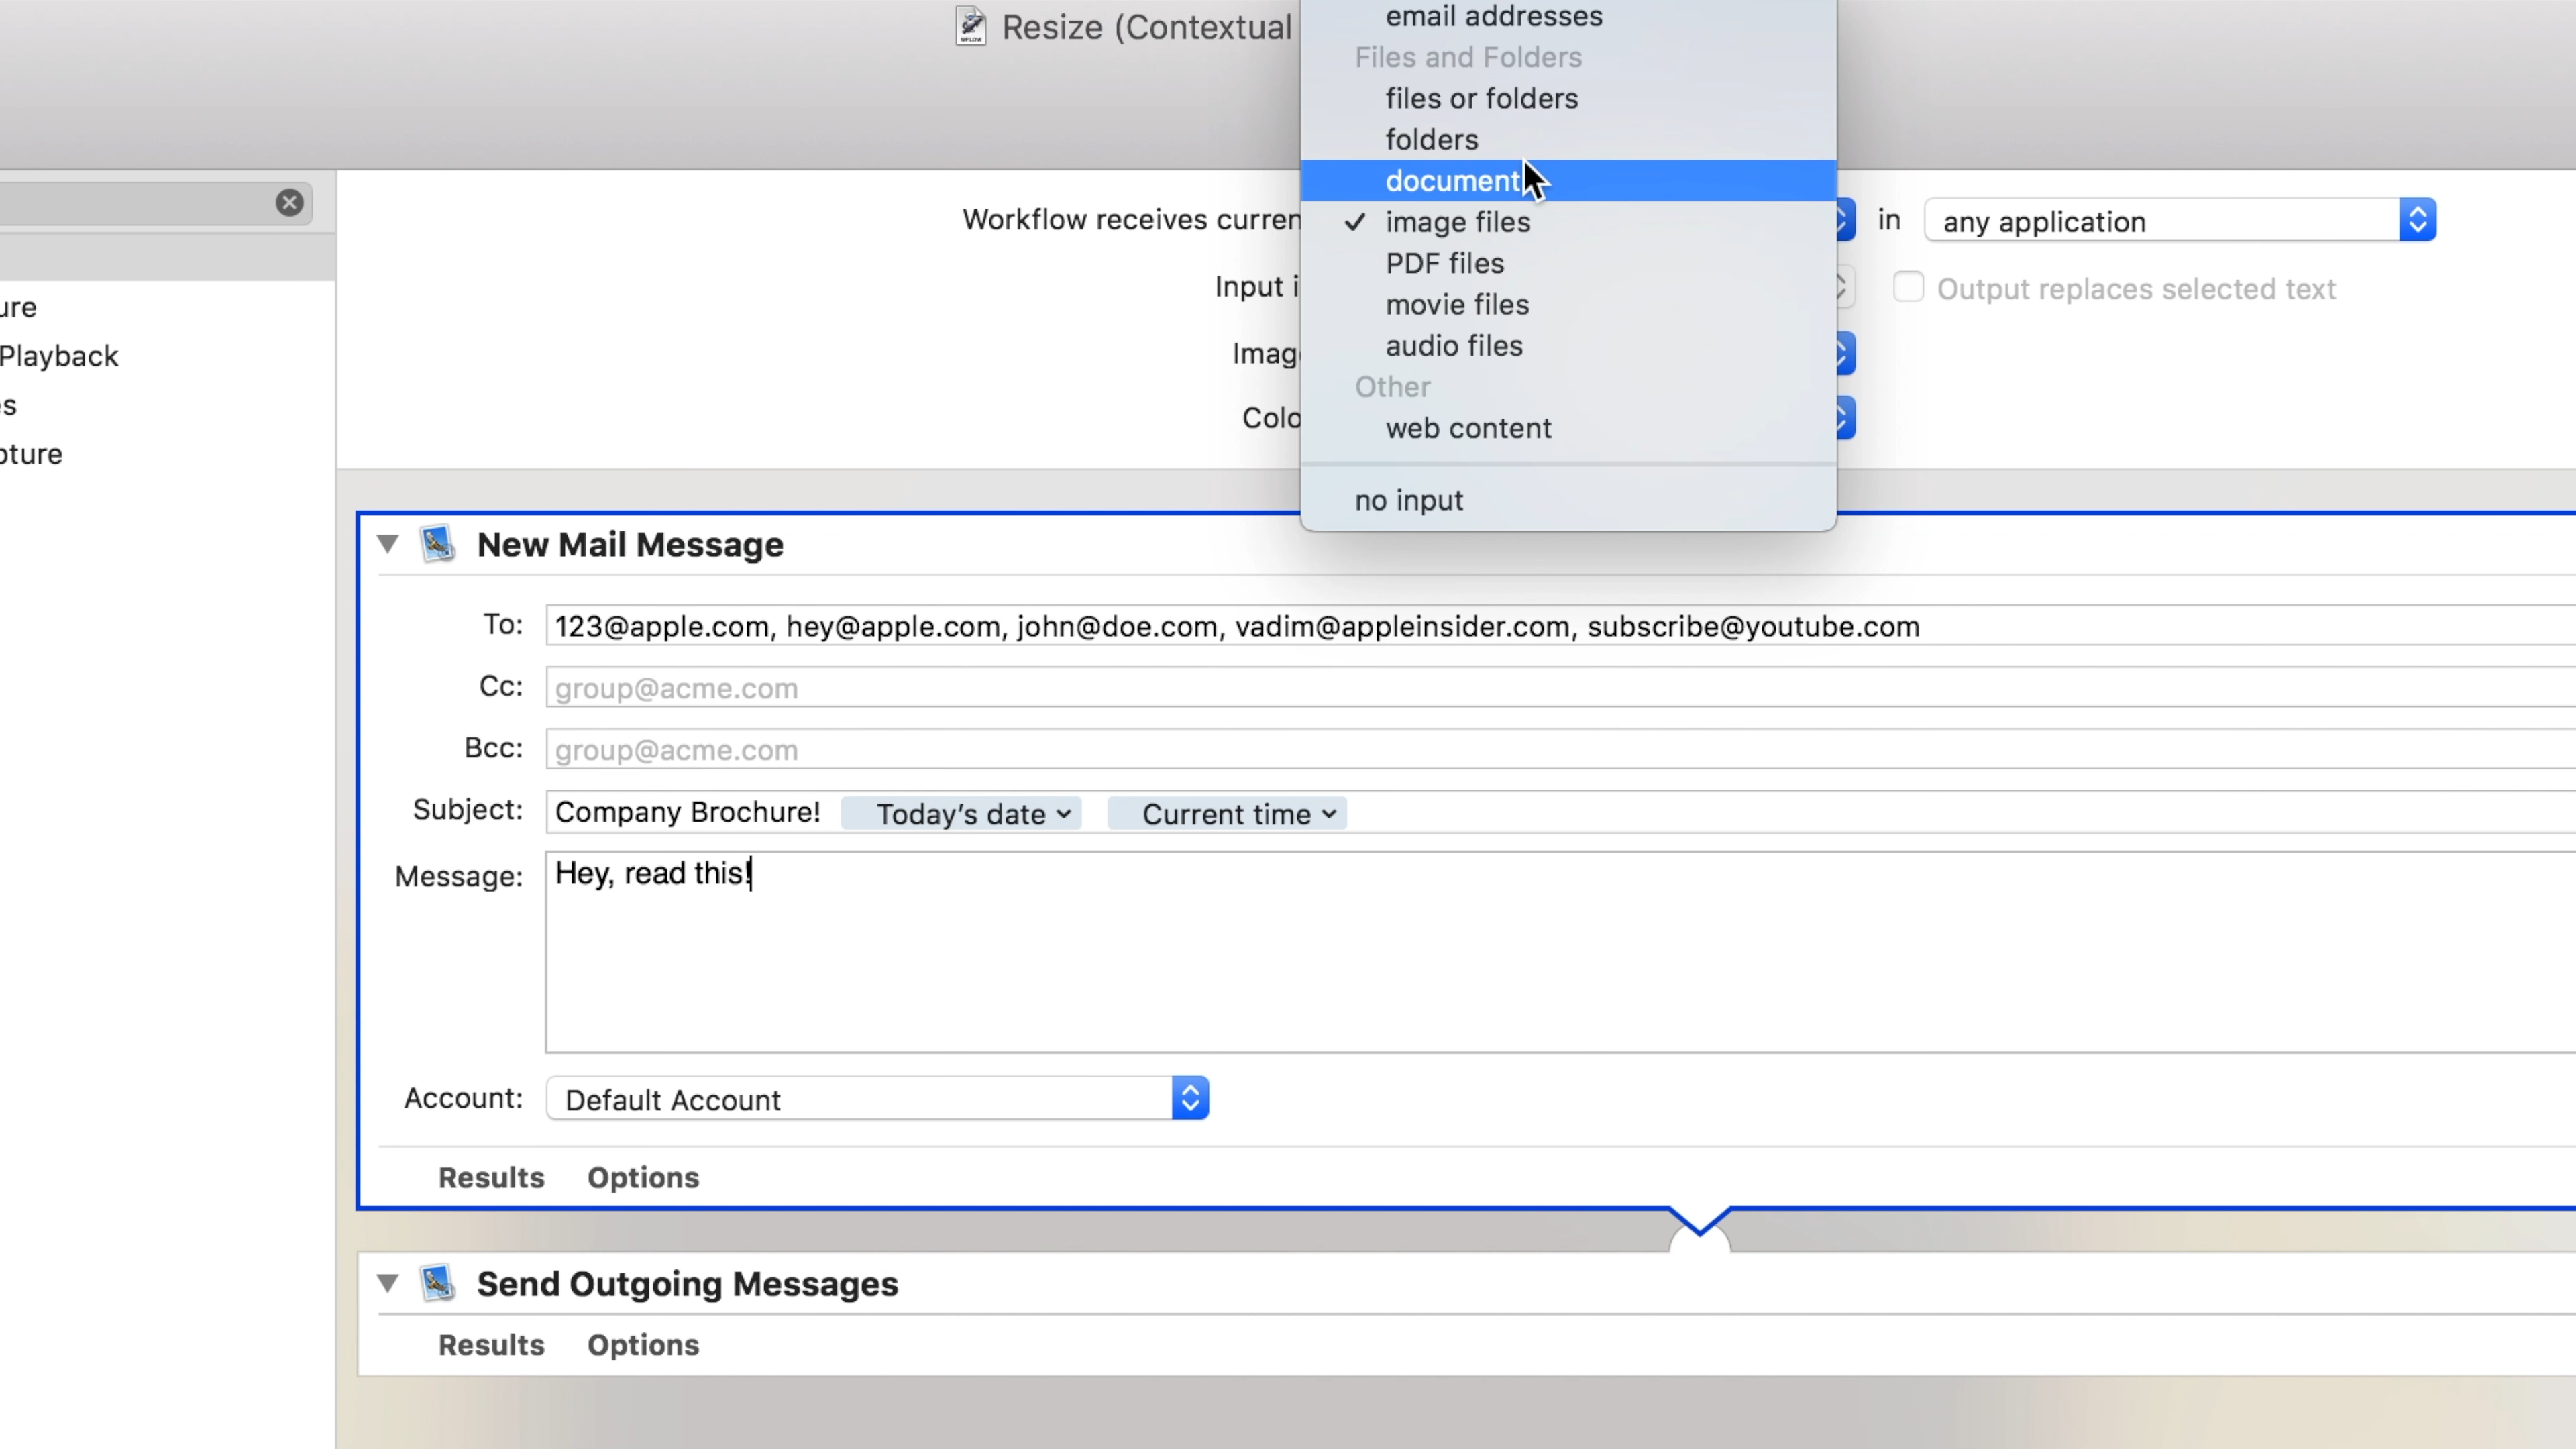 Resize (Contextual
email addresses
Files and Folders
files or folders
folders
document
image files
PDF files
movie files
audio files
Other
web content
no input
Workflow receives curren
in
any application
Input i
Output replaces selected text
Imag
Colo
ure
Playback
es
pture
New Mail Message
To: 123@apple.com, hey@apple.com, john@doe.com, vadim@appleinsider.com, subscribe@youtube.com
Cc: group@acme.com
Bcc: group@acme.com
Subject: Company Brochure! Today's date Current time
Message: Hey, read this!
Account: Default Account
Results Options
Send Outgoing Messages
Results Options